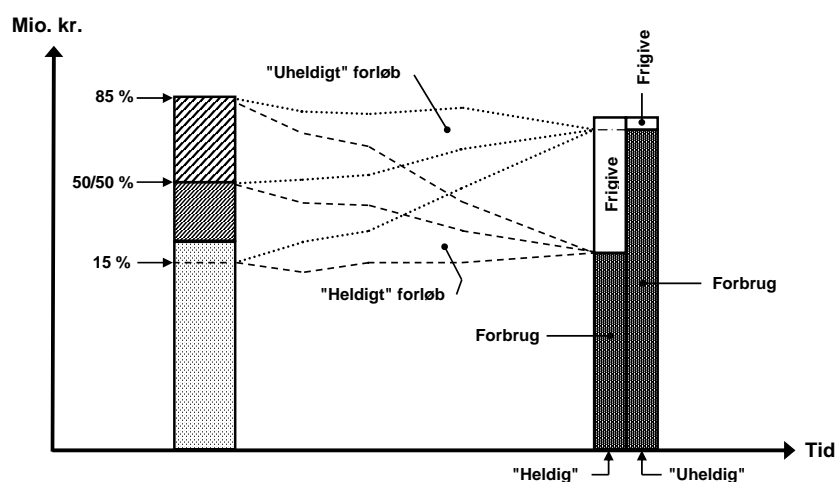 Mio. kr.
"Uheldigt" forløb
Frigive
85 %
50/50 %
Frigive
15 %
"Heldigt" forløb
Forbrug
Forbrug
Tid
"Heldig"
"Uheldig"